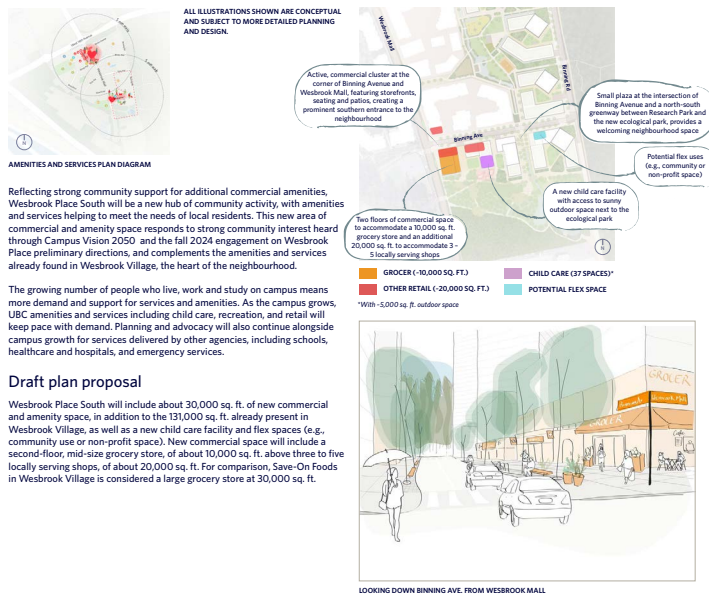 ALL ILLUSTRATIONS SHOWN ARE CONCEPTUAL
AND SUBJECT TO MORE DETAILED PLANNING
AND DESIGN.
AMENITIES AND SERVICES PLAN DIAGRAM
Reflecting strong community support for additional commercial amenities,
Wesbrook Place South will be a new hub of community activity, with amenities
and services helping to meet the needs of local residents. This new area of
commercial and amenity space responds to strong community interest heard
through Campus Vision 2050 and the fall 2024 engagement on Wesbrook
Place preliminary directions, and complements the amenities and services
already found in Wesbrook Village, the heart of the neighbourhood.
The growing number of people who live, work and study on campus means
more demand and support for services and amenities. As the campus grows,
UBC amenities and services including child care, recreation, and retail will
keep pace with demand. Planning and advocacy will also continue alongside
campus growth for services delivered by other agencies, including schools,
healthcare and hospitals, and emergency services.
Draft plan proposal
Wesbrook Place South will include about 30,000 sq. ft. of new commercial
and amenity space, in addition to the 131,000 sq. ft. already present in
Wesbrook Village, as well as a new child care facility and flex spaces (e.g.,
community use or non-profit space). New commercial space will include a
second-floor, mid-size grocery store, of about 10,000 sq. ft. above three to five
locally serving shops, of about 20,000 sq. ft. For comparison, Save-On Foods
in Wesbrook Village is considered a large grocery store at 30,000 sq. ft.
Wesbrook Mall
Binning Rd
Binning Ave
Active, commercial cluster at the
corner of Binning Avenue and
Wesbrook Mall, featuring storefronts,
seating and patios, creating a
prominent southern entrance to the
neighbourhood
Small plaza at the intersection of
Binning Avenue and a north-south
greenway between Research Park and
the new ecological park, provides a
welcoming neighbourhood space
Potential flex uses
(e.g., community or
non-profit space)
A new child care facility
with access to sunny
outdoor space next to the
ecological park
Two floors of commercial space
to accommodate a 10,000 sq. ft.
grocery store and an additional
20,000 sq. ft. to accommodate 3 –
5 locally serving shops
N
GROCER (~10,000 SQ. FT.)
OTHER RETAIL (~20,000 SQ. FT.)
CHILD CARE (37 SPACES)*
POTENTIAL FLEX SPACE
*With ~5,000 sq. ft. outdoor space
GROCER
Wesbrook Mall
GROCER
Cafe
LOOKING DOWN BINNING AVE. FROM WESBROOK MALL